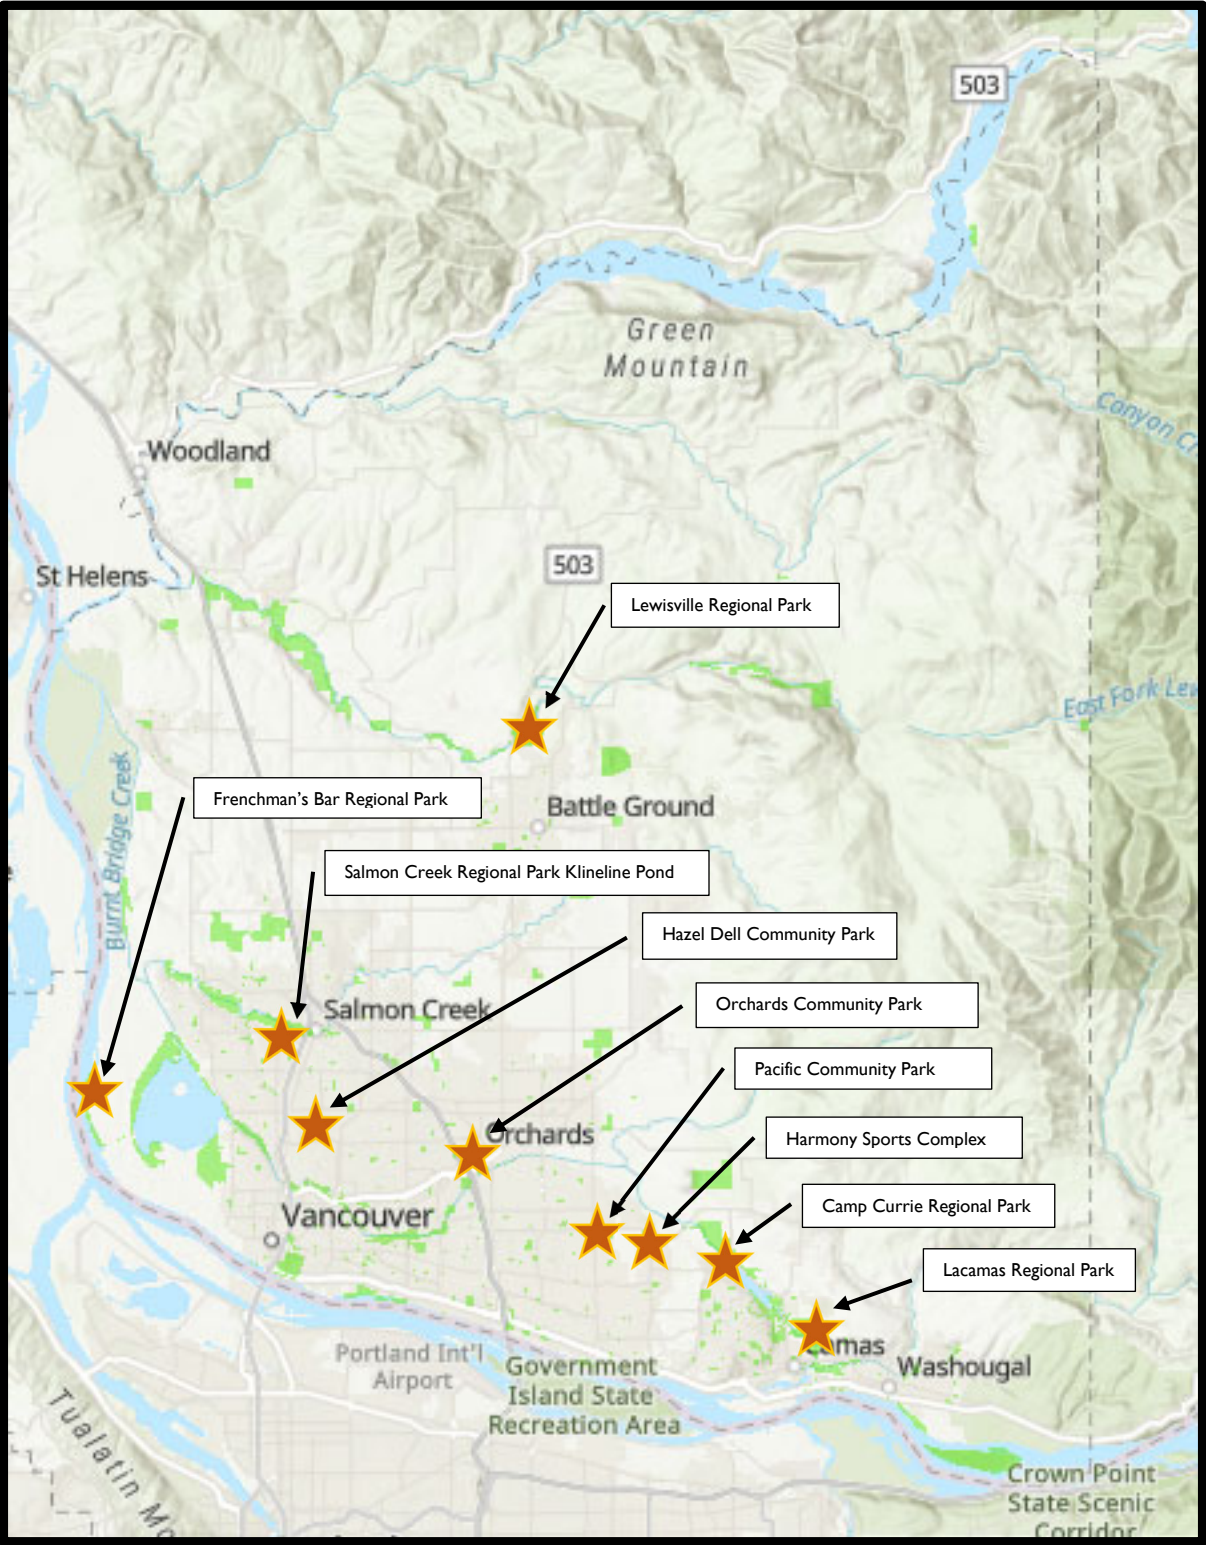 503
Green
Mountain
Canyon Cr
Woodland
503
St Helens
Lewisville Regional Park
East Fork Lew
Burnt Bridge Creek
Frenchman's Bar Regional Park
Battle Ground
Salmon Creek Regional Park Klineline Pond
Hazel Dell Community Park
Salmon Creek
Orchards Community Park
Pacific Community Park
Orchards
Harmony Sports Complex
Vancouver
Camp Currie Regional Park
Lacamas Regional Park
mas
Portland Int'l
Airport
Government
Island State
Recreation Area
Washougal
Tualatin Mo
Crown Point
State Scenic
Corridor